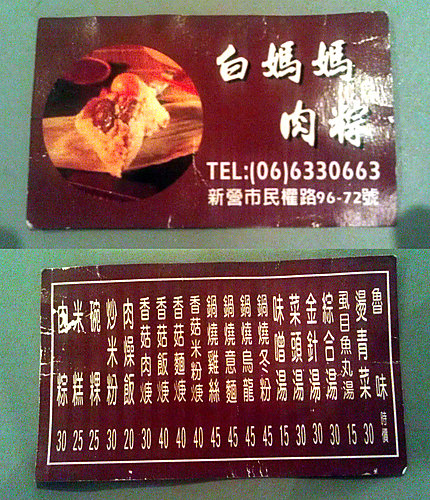 白媽媽
肉粽
TEL:(06)6330663
新營市民權路96-72號
肉粽 30
米糕 25
碗粿 25
炒米粉 30
肉燥飯 20
香菇肉焿 30
香菇飯焿 40
香菇麵焿 40
香菇米粉焿 40
鍋燒雞絲 45
鍋燒意麵 45
鍋燒烏龍 45
鍋燒冬粉 45
味噌湯 15
菜頭湯 30
金針湯 30
綜合湯 30
虱目魚丸湯 15
燙青菜 30
魯味 時價